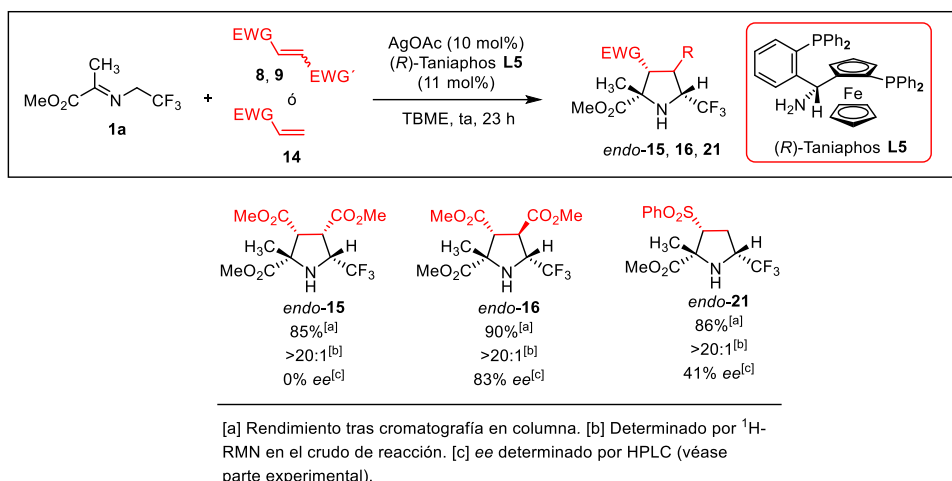 CH3
MeO2C
N
CF3
1a
+
EWG
EWG´
8, 9
ó
EWG
14
AgOAc (10 mol%)
(R)-Taniaphos L5
(11 mol%)
TBME, ta, 23 h
EWG
R
Me
H
MeO2C
N
H
CF3
endo-15, 16, 21
PPh2
PPh2
Fe
H2N
H
(R)-Taniaphos L5
MeO2C
CO2Me
H3C
H
MeO2C
N
H
CF3
endo-15
85%[a]
>20:1[b]
0% ee[c]
MeO2C
CO2Me
H3C
H
MeO2C
N
H
CF3
endo-16
90%[a]
>20:1[b]
83% ee[c]
PhO2S
H3C
H
MeO2C
N
H
CF3
endo-21
86%[a]
>20:1[b]
41% ee[c]
[a] Rendimiento tras cromatografía en columna. [b] Determinado por 1H-
RMN en el crudo de reacción. [c] ee determinado por HPLC (véase
parte experimental).